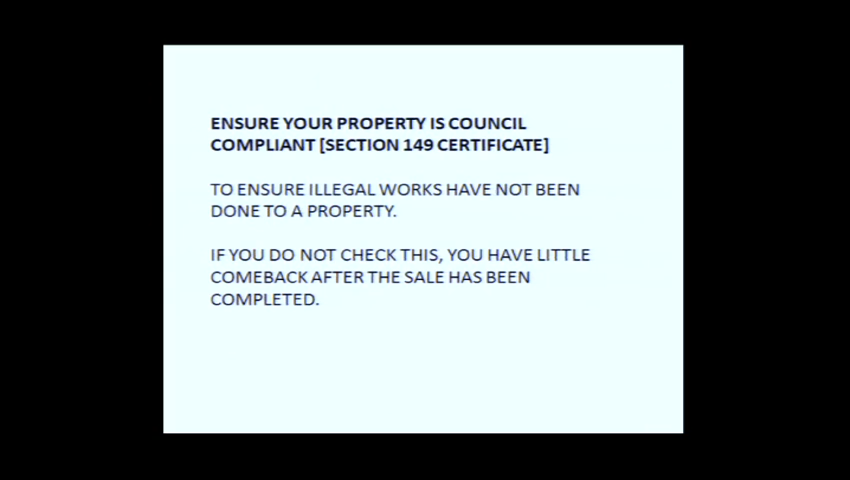 ENSURE YOUR PROPERTY IS COUNCIL
COMPLIANT [SECTION 149 CERTIFICATE]
TO ENSURE ILLEGAL WORKS HAVE NOT BEEN
DONE TO A PROPERTY.
IF YOU DO NOT CHECK THIS, YOU HAVE LITTLE
COMEBACK AFTER THE SALE HAS BEEN
COMPLETED.